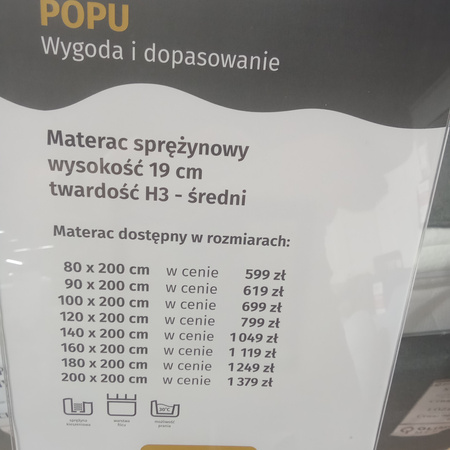 POPU
Wygoda i dopasowanie
Materac sprężynowy
wysokość 19 cm
twardość H3 - średni
Materac dostępny w rozmiarach:
80 x 200 cm w cenie 599 zł
90 x 200 cm w cenie 619 zł
100 x 200 cm w cenie 699 zł
120 x 200 cm w cenie 799 zł
140 x 200 cm w cenie 1 049 zł
160 x 200 cm w cenie 1 119 zł
180 x 200 cm w cenie 1 249 zł
200 x 200 cm w cenie 1 379 zł
30°C